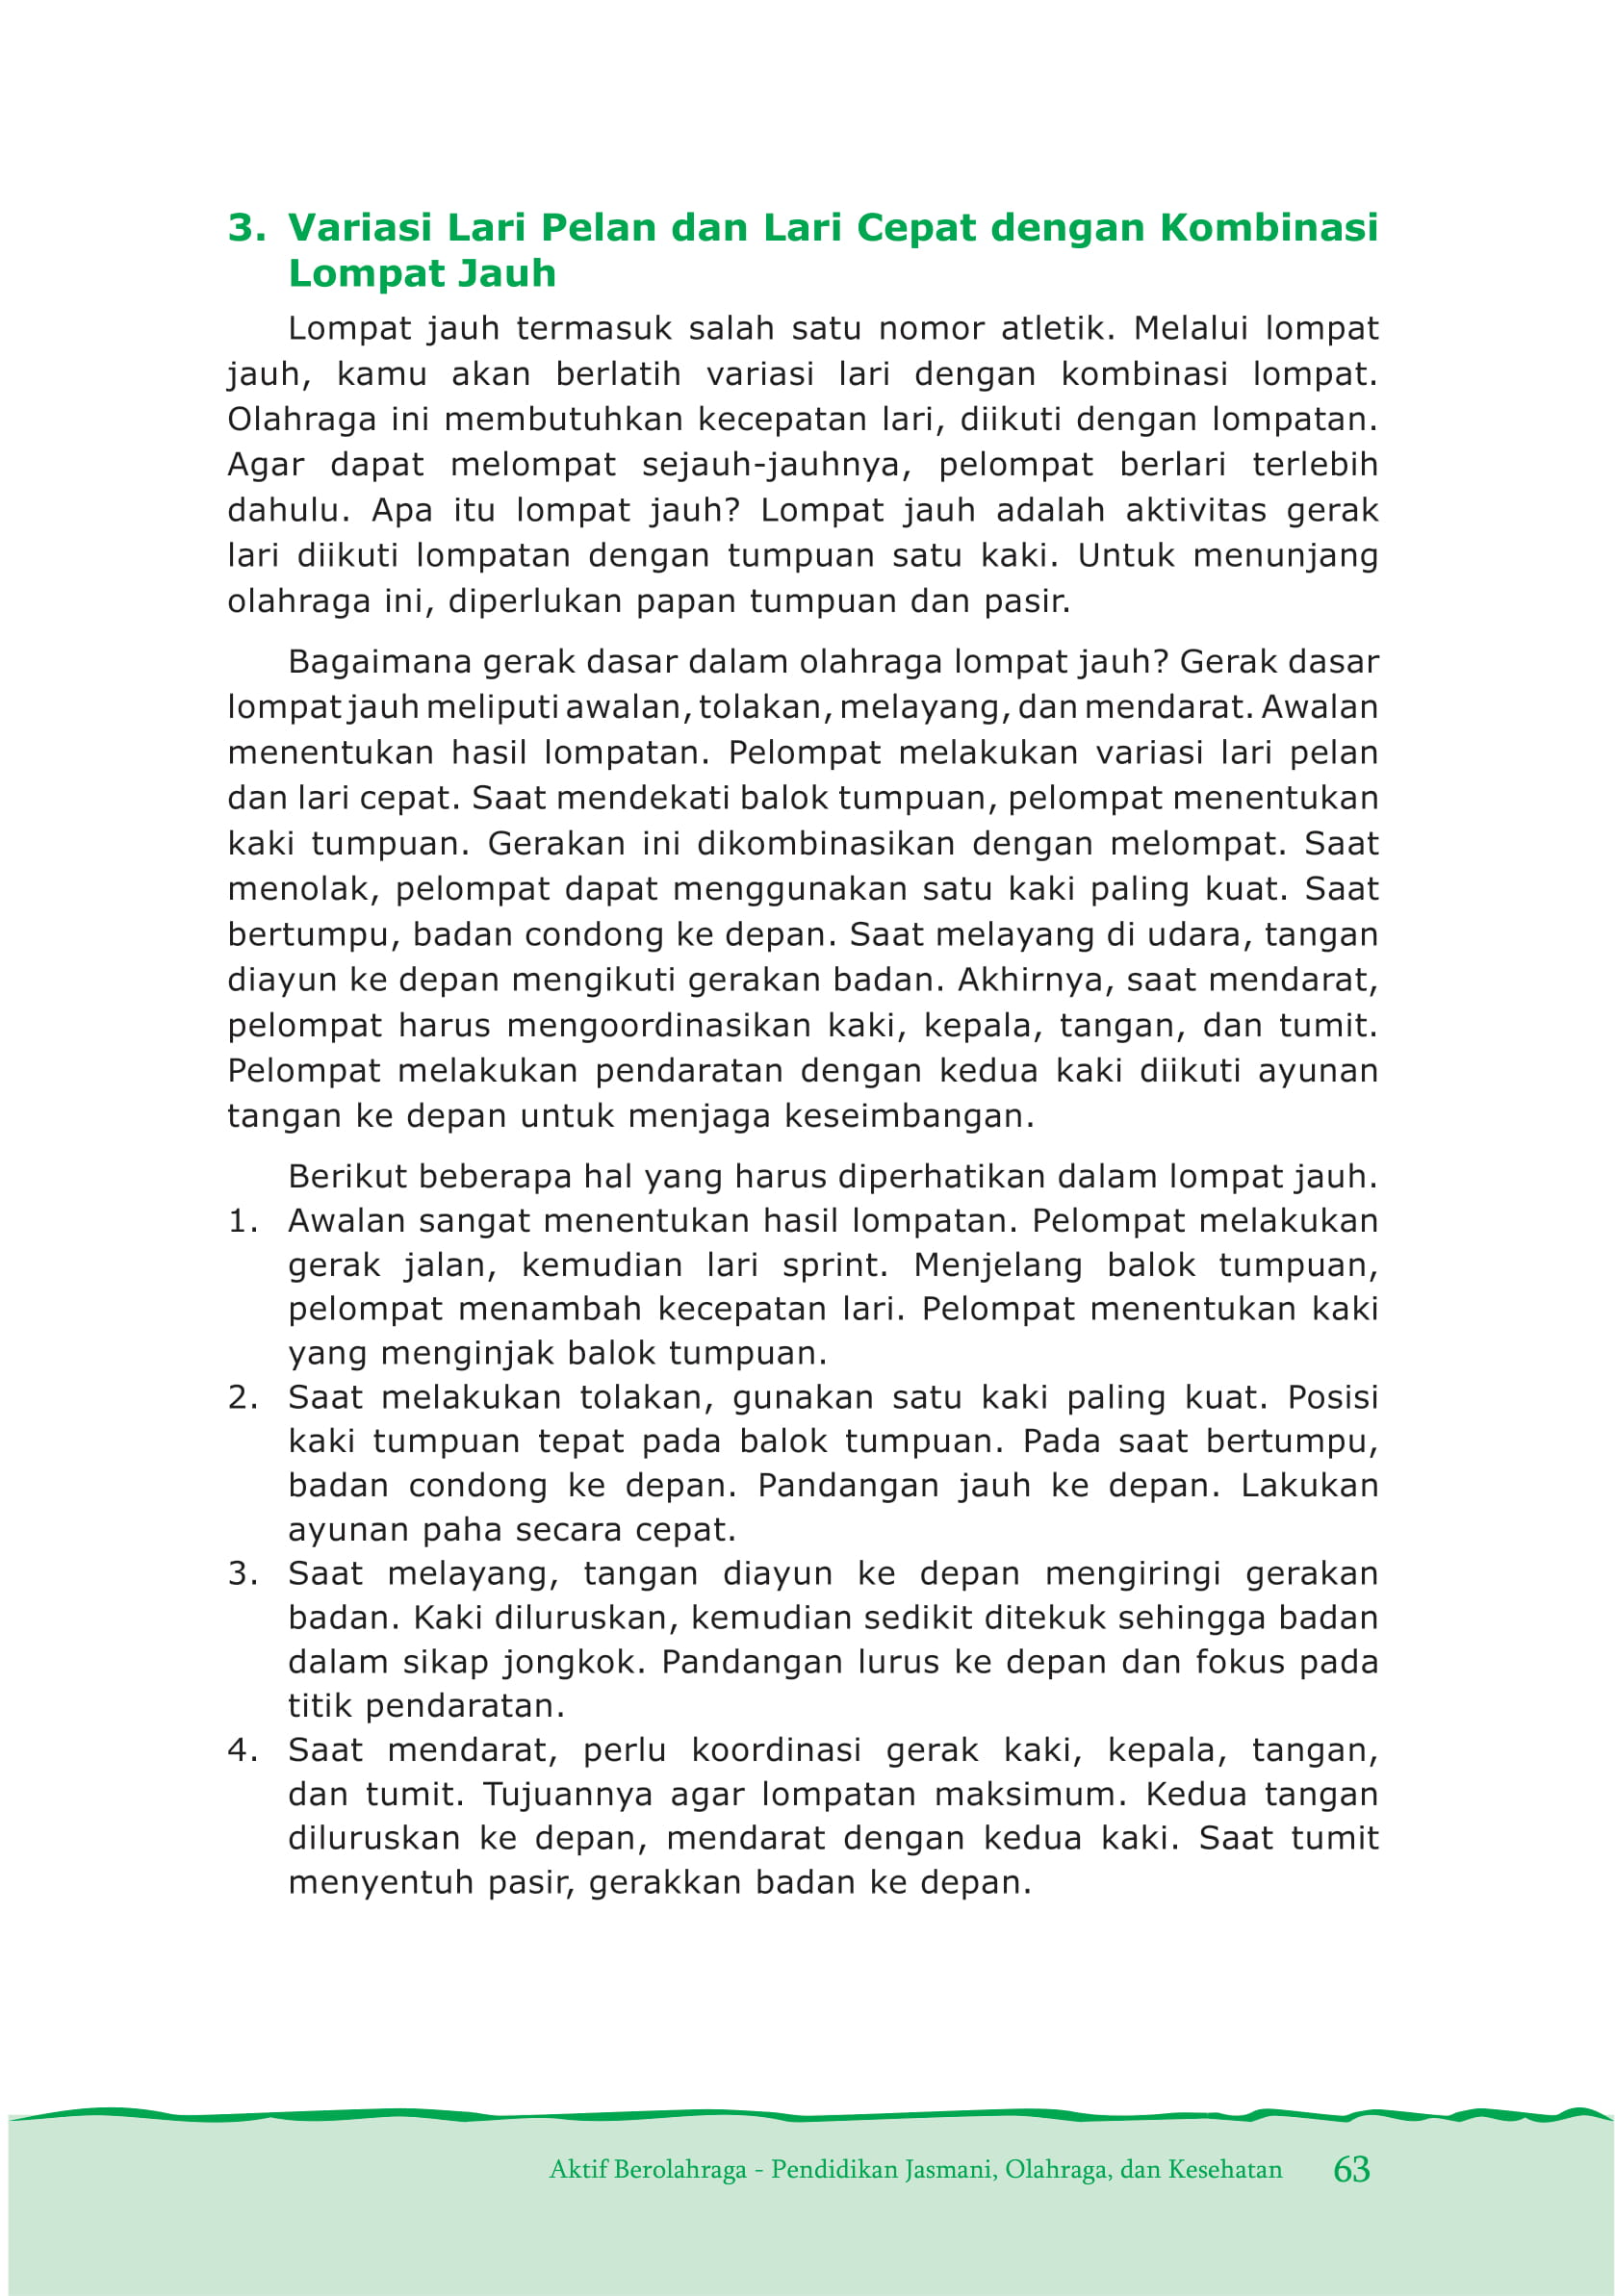 3. Variasi Lari Pelan dan Lari Cepat dengan Kombinasi
Lompat Jauh
Lompat jauh termasuk salah satu nomor atletik. Melalui lompat
jauh, kamu akan berlatih variasi lari dengan kombinasi lompat.
Olahraga ini membutuhkan kecepatan lari, diikuti dengan lompatan.
Agar dapat melompat sejauh-jauhnya, pelompat berlari terlebih
dahulu. Apa itu lompat jauh? Lompat jauh adalah aktivitas gerak
lari diikuti lompatan dengan tumpuan satu kaki. Untuk menunjang
olahraga ini, diperlukan papan tumpuan dan pasir.
Bagaimana gerak dasar dalam olahraga lompat jauh? Gerak dasar
lompat jauh meliputi awalan, tolakan, melayang, dan mendarat. Awalan
menentukan hasil lompatan. Pelompat melakukan variasi lari pelan
dan lari cepat. Saat mendekati balok tumpuan, pelompat menentukan
kaki tumpuan. Gerakan ini dikombinasikan dengan melompat. Saat
menolak, pelompat dapat menggunakan satu kaki paling kuat. Saat
bertumpu, badan condong ke depan. Saat melayang di udara, tangan
diayun ke depan mengikuti gerakan badan. Akhirnya, saat mendarat,
pelompat harus mengoordinasikan kaki, kepala, tangan, dan tumit.
Pelompat melakukan pendaratan dengan kedua kaki diikuti ayunan
tangan ke depan untuk menjaga keseimbangan.
Berikut beberapa hal yang harus diperhatikan dalam lompat jauh.
1. Awalan sangat menentukan hasil lompatan. Pelompat melakukan
gerak jalan, kemudian lari sprint. Menjelang balok tumpuan,
pelompat menambah kecepatan lari. Pelompat menentukan kaki
yang menginjak balok tumpuan.
2. Saat melakukan tolakan, gunakan satu kaki paling kuat. Posisi
kaki tumpuan tepat pada balok tumpuan. Pada saat bertumpu,
badan condong ke depan. Pandangan jauh ke depan. Lakukan
ayunan paha secara cepat.
3. Saat melayang, tangan diayun ke depan mengiringi gerakan
badan. Kaki diluruskan, kemudian sedikit ditekuk sehingga badan
dalam sikap jongkok. Pandangan lurus ke depan dan fokus pada
titik pendaratan.
4. Saat mendarat, perlu koordinasi gerak kaki, kepala, tangan,
dan tumit. Tujuannya agar lompatan maksimum. Kedua tangan
diluruskan ke depan, mendarat dengan kedua kaki. Saat tumit
menyentuh pasir, gerakkan badan ke depan.
Aktif Berolahraga - Pendidikan Jasmani, Olahraga, dan Kesehatan 63